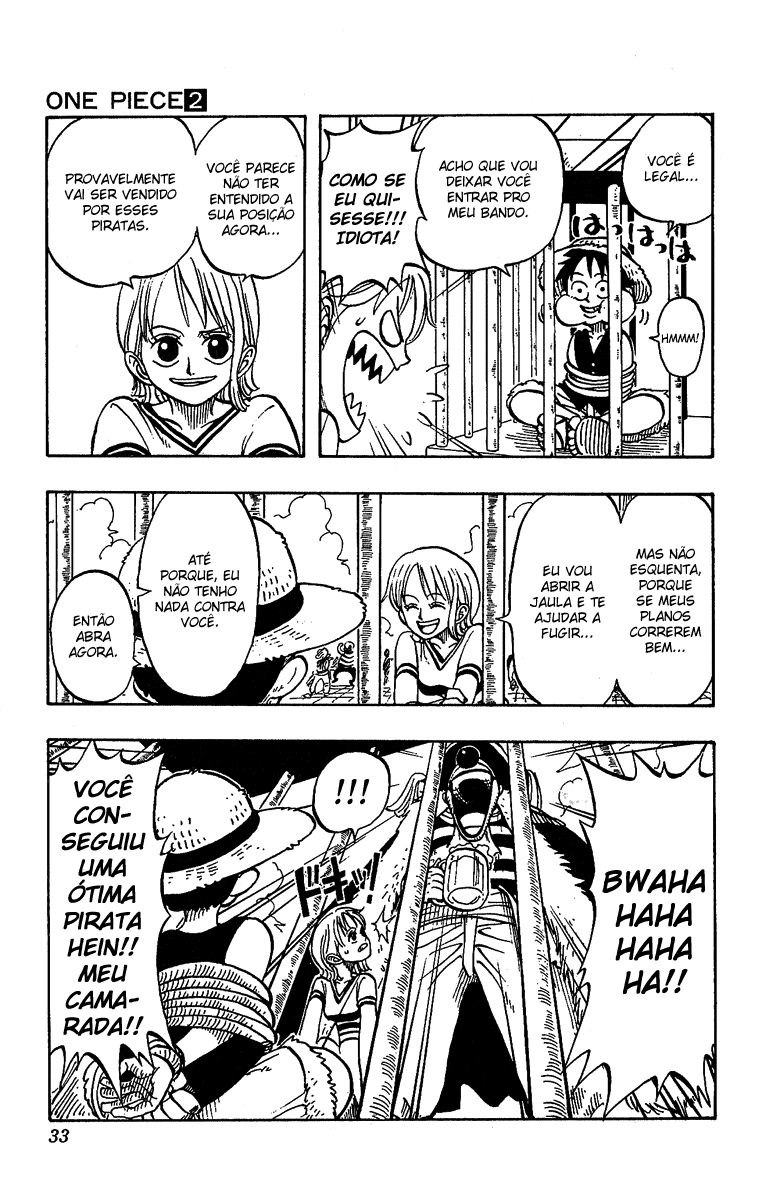 ONE PIECE 2
VOCÊ É
LEGAL...
はっはっはっは
HMMM!
ACHO QUE VOU
DEIXAR VOCÊ
ENTRAR PRO
MEU BANDO.
COMO SE
EU QUI-
SESSE!!!
IDIOTA!
VOCÊ PARECE
NÃO TER
ENTENDIDO A
SUA POSIÇÃO
AGORA...
PROVAVELMENTE
VAI SER VENDIDO
POR ESSES
PIRATAS.
MAS NÃO
ESQUENTA,
PORQUE
SE MEUS
PLANOS
CORREREM
BEM...
EU VOU
ABRIR A
JAULA E TE
AJUDAR A
FUGIR...
ATÉ
PORQUE, EU
NÃO TENHO
NADA CONTRA
VOCÊ.
ENTÃO
ABRA
AGORA.
BWAHA
HAHA
HAHA
HA!!
!!!
ドキッ!
VOCÊ
CON-
SEGUIU
UMA
ÓTIMA
PIRATA
HEIN!!
MEU
CAMA-
RADA!!
33